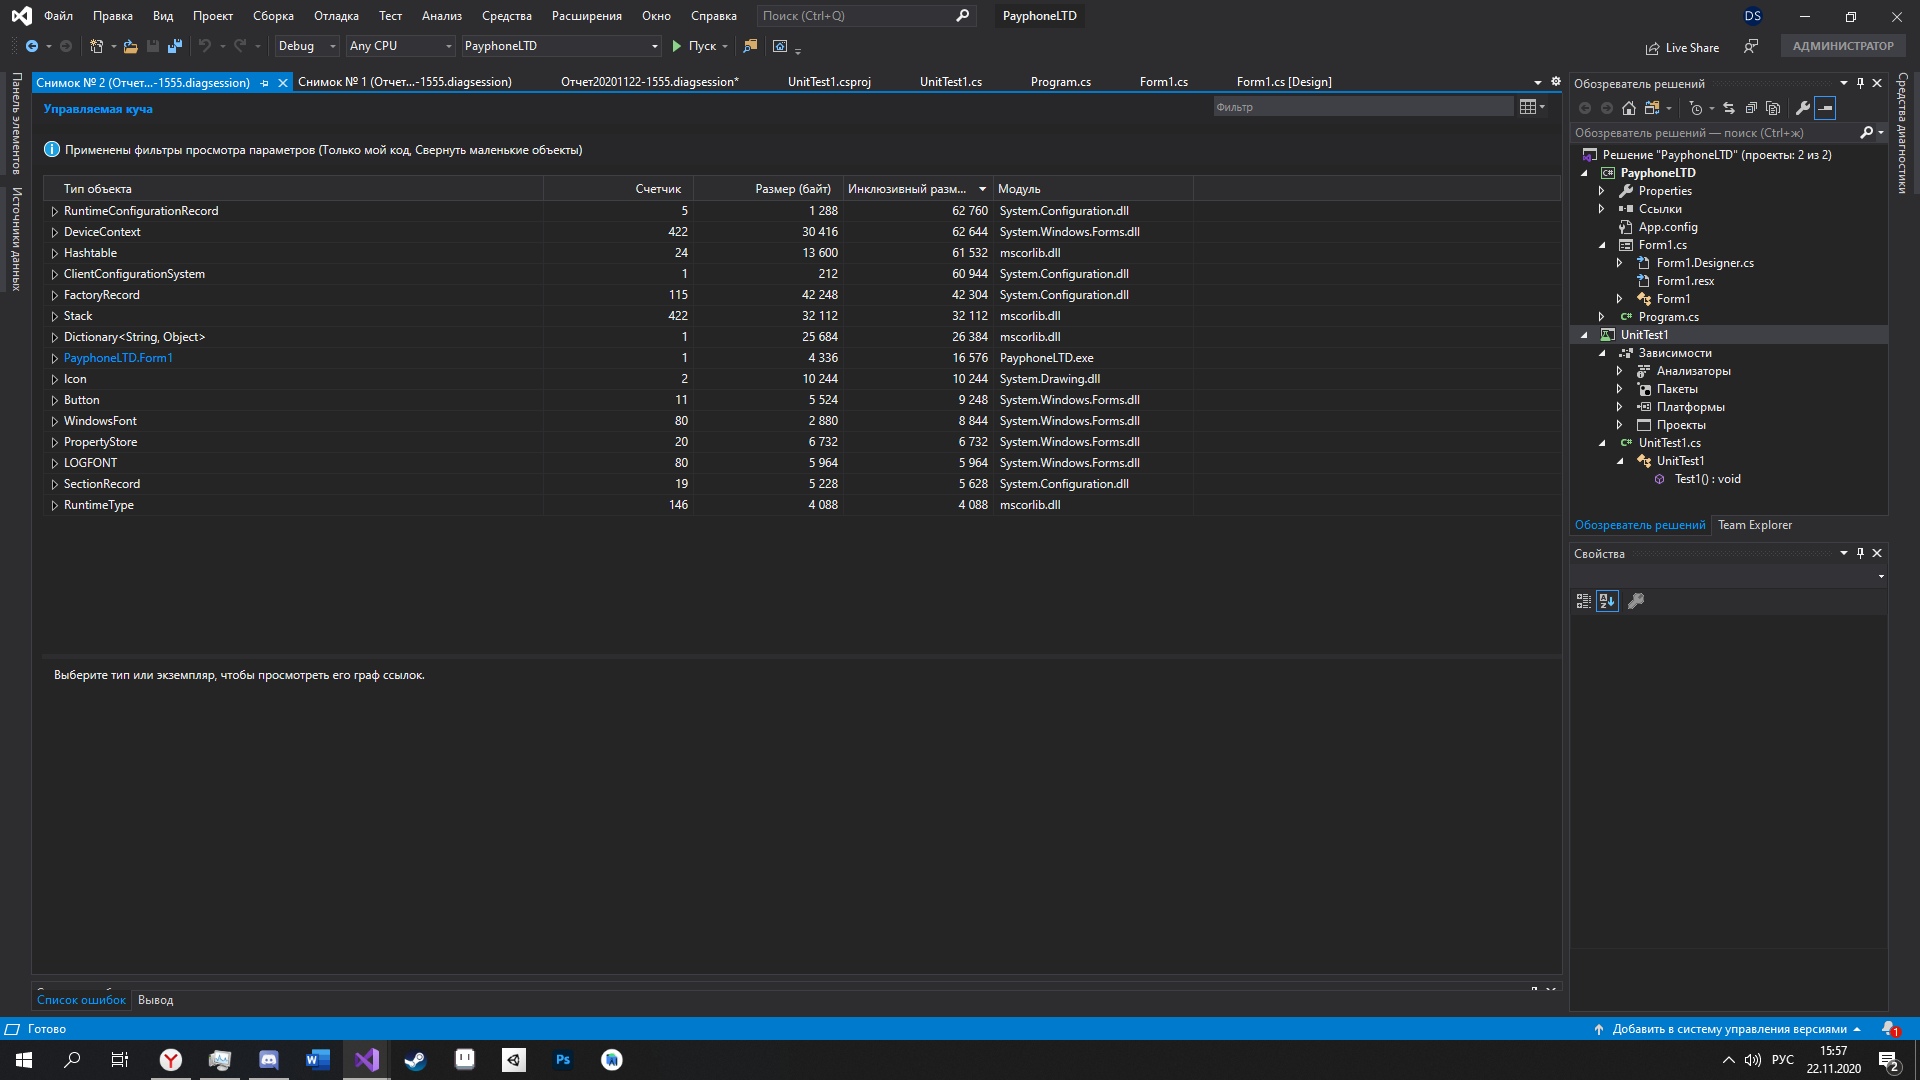 Файл Правка Вид Проект Сборка Отладка Тест Анализ Средства Расширения Окно Справка Поиск (Ctrl+Q) PayphoneLTD DS
Debug Any CPU PayphoneLTD Пуск Live Share АДМИНИСТРАТОР
Панель элементов
Источники данных
Снимок № 2 (Отчет...-1555.diagsession) Снимок № 1 (Отчет...-1555.diagsession) Отчет20201122-1555.diagsession* UnitTest1.csproj UnitTest1.cs Program.cs Form1.cs Form1.cs [Design]
Управляемая куча Фильтр
Применены фильтры просмотра параметров (Только мой код, Свернуть маленькие объекты)
Тип объекта Счетчик Размер (байт) Инклюзивный разм... Модуль
RuntimeConfigurationRecord 5 1 288 62 760 System.Configuration.dll
DeviceContext 422 30 416 62 644 System.Windows.Forms.dll
Hashtable 24 13 600 61 532 mscorlib.dll
ClientConfigurationSystem 1 212 60 944 System.Configuration.dll
FactoryRecord 115 42 248 42 304 System.Configuration.dll
Stack 422 32 112 32 112 mscorlib.dll
Dictionary<String, Object> 1 25 684 26 384 mscorlib.dll
PayphoneLTD.Form1 1 4 336 16 576 PayphoneLTD.exe
Icon 2 10 244 10 244 System.Drawing.dll
Button 11 5 524 9 248 System.Windows.Forms.dll
WindowsFont 80 2 880 8 844 System.Windows.Forms.dll
PropertyStore 20 6 732 6 732 System.Windows.Forms.dll
LOGFONT 80 5 964 5 964 System.Windows.Forms.dll
SectionRecord 19 5 228 5 628 System.Configuration.dll
RuntimeType 146 4 088 4 088 mscorlib.dll
Выберите тип или экземпляр, чтобы просмотреть его граф ссылок.
Обозреватель решений
Обозреватель решений — поиск (Ctrl+ж)
Решение "PayphoneLTD" (проекты: 2 из 2)
PayphoneLTD
Properties
Ссылки
App.config
Form1.cs
Form1.Designer.cs
Form1.resx
Form1
Program.cs
UnitTest1
Зависимости
Анализаторы
Пакеты
Платформы
Проекты
UnitTest1.cs
UnitTest1
Test1() : void
Обозреватель решений Team Explorer
Свойства
Средства диагностики
Список ошибок Вывод
Готово Добавить в систему управления версиями 1
РУС 15:57
22.11.2020 2